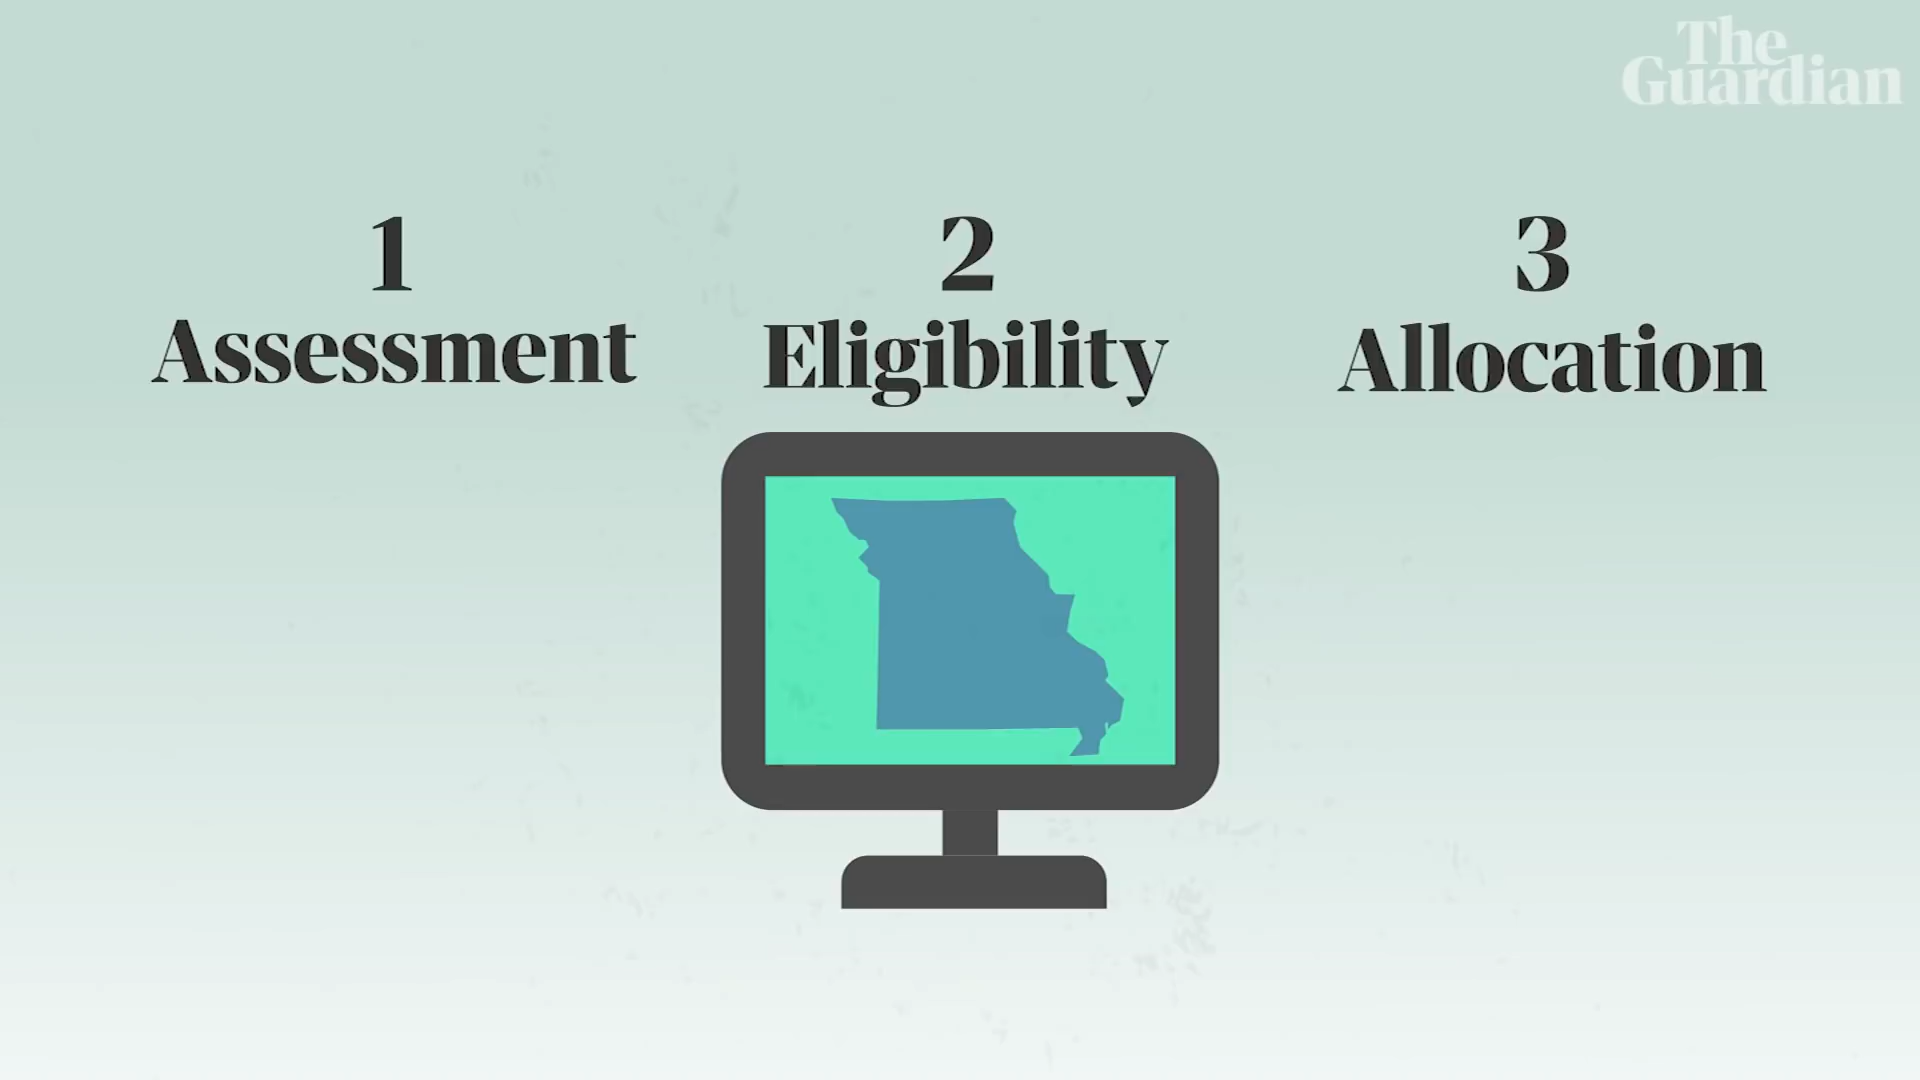 The
Guardian
1
Assessment
2
Eligibility
3
Allocation